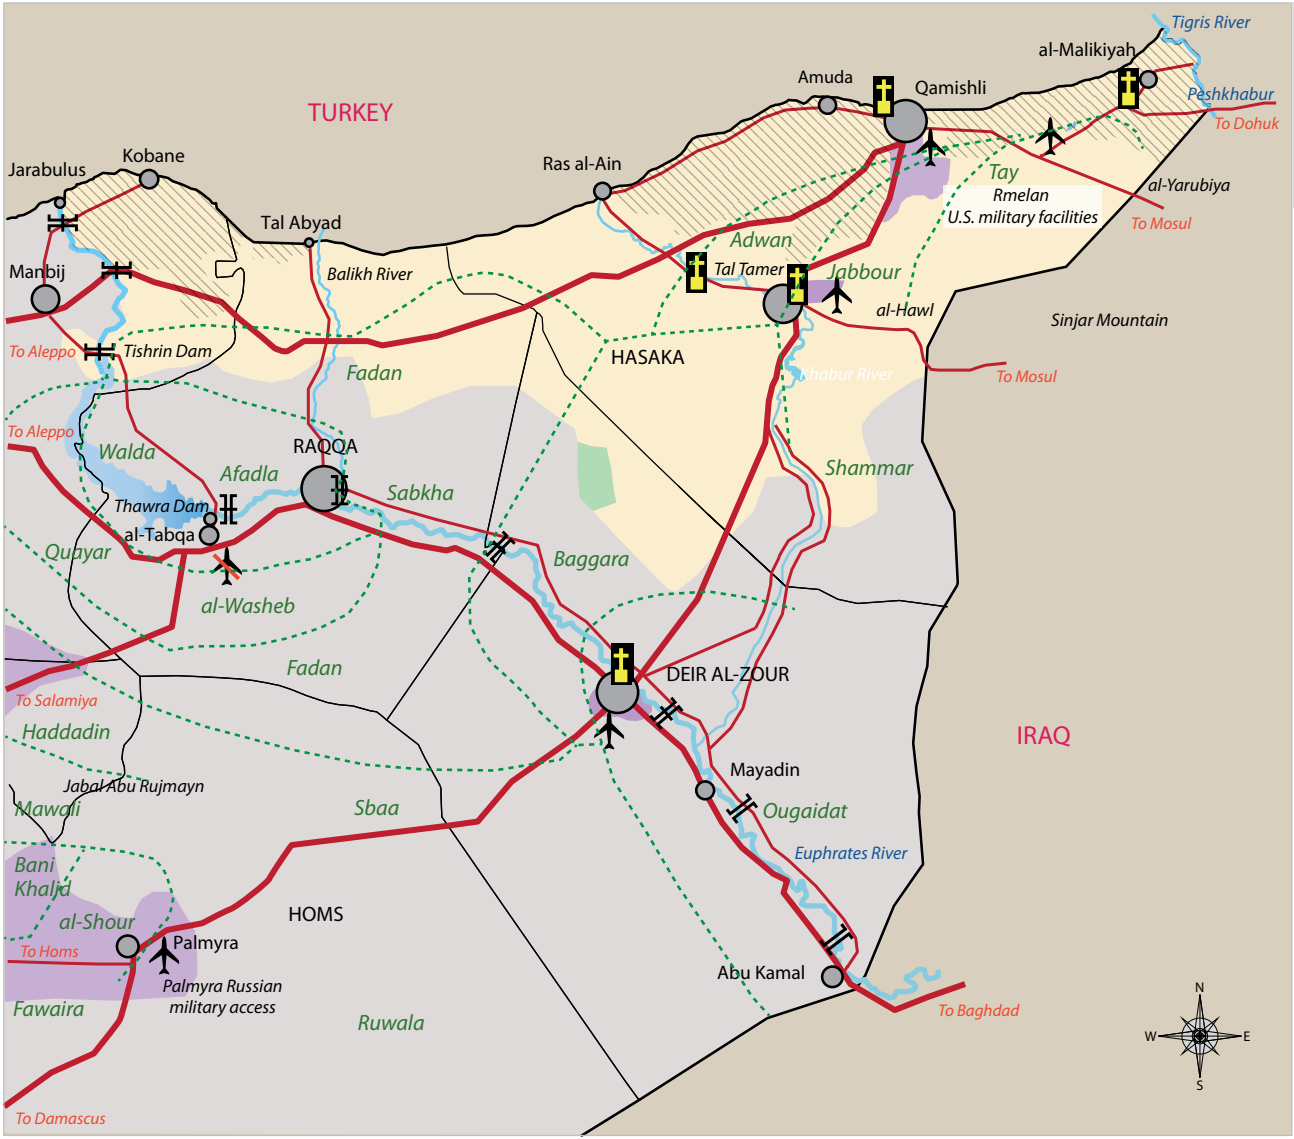 Tigris River
al-Malikiyah
Amuda
Qamishli
Peshkhabur
To Dohuk
TURKEY
Kobane
Jarabulus
Ras al-Ain
Tay
al-Yarubiya
Rmelan
U.S. military facilities
To Mosul
Tal Abyad
Adwan
Manbij
Balikh River
Tal Tamer
Jabbour
al-Hawl
Sinjar Mountain
To Aleppo
Tishrin Dam
HASAKA
Fadan
Khabur River
To Mosul
To Aleppo
Walda
RAQQA
Afadla
Sabkha
Shammar
Thawra Dam
al-Tabqa
Quayar
Baggara
al-Washeb
Fadan
DEIR AL-ZOUR
To Salamiya
Haddadin
IRAQ
Mayadin
Jabal Abu Rujmayn
Mawali
Sbaa
Ougaidat
Bani
Khalid
Euphrates River
al-Shour
HOMS
To Homs
Palmyra
Abu Kamal
Palmyra Russian
military access
Fawaira
Ruwala
To Baghdad
N
W
E
S
To Damascus